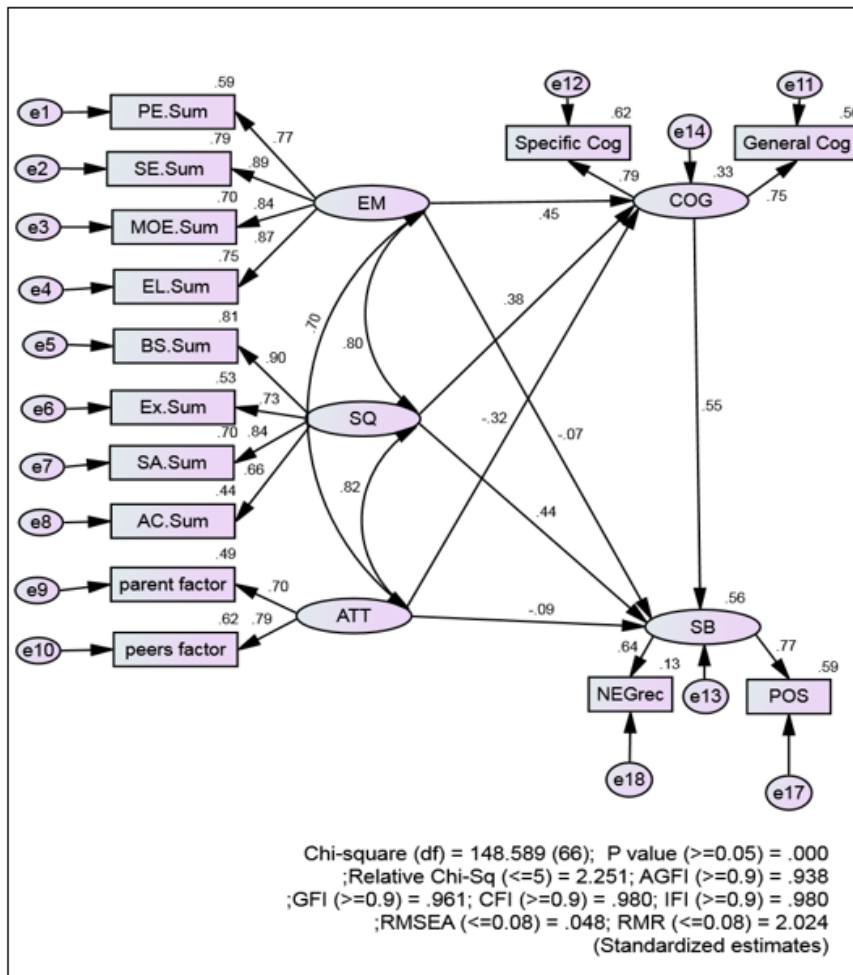 e12
e11
.59
.62
.50
e1
PE.Sum
e14
Specific Cog
General Cog
.77
.79
e2
SE.Sum
.89
.79
.33
EM
COG
.75
.70
.84
.45
e3
MOE.Sum
.87
.75
e4
EL.Sum
.70
.38
.81
e5
BS.Sum
.80
.90
.53
e6
Ex.Sum
.73
SQ
-.32
.55
.70
.84
-.07
e7
SA.Sum
.66
.82
.44
.44
e8
AC.Sum
.49
e9
parent factor
.70
.62
.79
ATT
-.09
.56
SB
e10
peers factor
.64
.77
.13
.59
NEGrec
e13
POS
e18
e17
Chi-square (df) = 148.589 (66); P value (>=0.05) = .000
;Relative Chi-Sq (<=5) = 2.251; AGFI (>=0.9) = .938
;GFI (>=0.9) = .961; CFI (>=0.9) = .980; IFI (>=0.9) = .980
;RMSEA (<=0.08) = .048; RMR (<=0.08) = 2.024
(Standardized estimates)